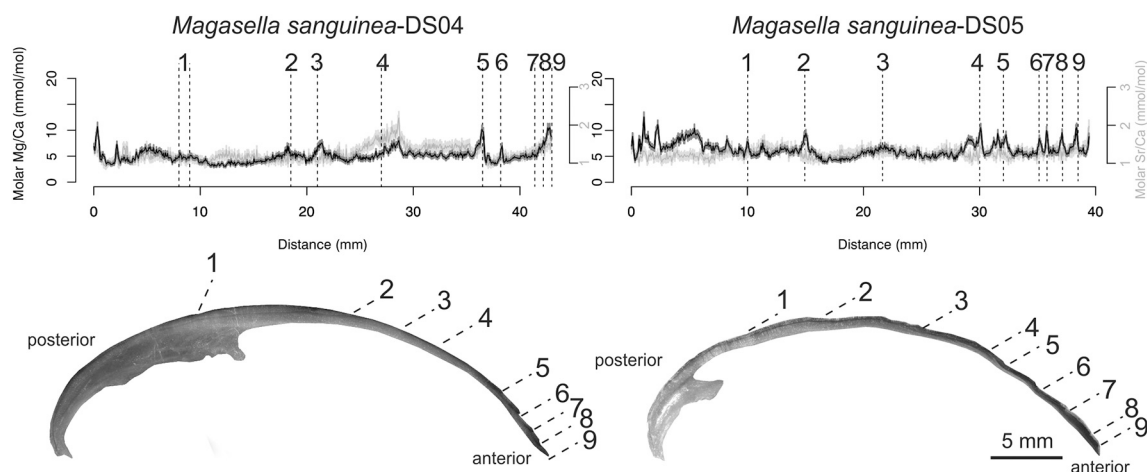 Magasella sanguinea-DS04
Molar Mg/Ca (mmol/mol)
20
10
5
0
1 2 3 4 5 6 7 8 9
3
2
1
0 10 20 30 40
Distance (mm)
Magasella sanguinea-DS05
20
10
5
0
1 2 3 4 5 6 7 8 9
3
2
1
Molar Sr/Ca (mmol/mol)
0 10 20 30 40
Distance (mm)
posterior
1
2
3
4
5
6
7
8
9
anterior
posterior
1
2
3
4
5
6
7
8
9
5 mm
anterior